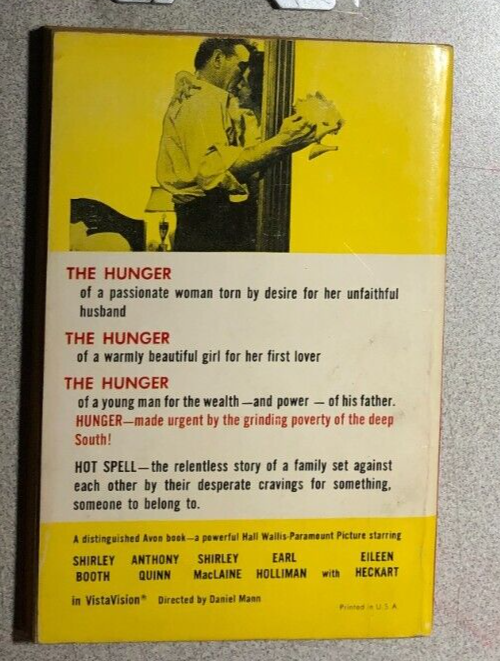 THE HUNGER
of a passionate woman torn by desire for her unfaithful
husband
THE HUNGER
of a warmly beautiful girl for her first lover
THE HUNGER
of a young man for the wealth—and power — of his father.
HUNGER—made urgent by the grinding poverty of the deep
South!
HOT SPELL—the relentless story of a family set against
each other by their desperate cravings for something,
someone to belong to.
A distinguished Avon book—a powerful Hall Wallis-Paramount Picture starring
SHIRLEY ANTHONY SHIRLEY EARL EILEEN
BOOTH QUINN MacLAINE HOLLIMAN with HECKART
in VistaVision® Directed by Daniel Mann
Printed in U.S.A.